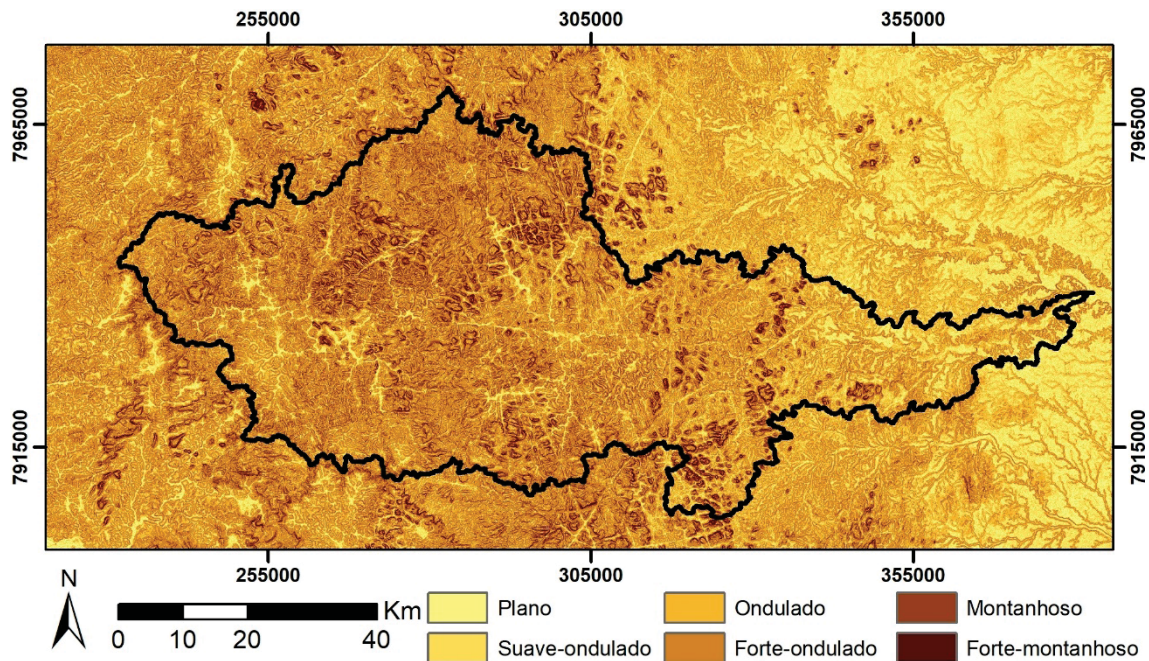 255000 305000 355000
7965000 7965000
7915000 7915000
255000 305000 355000
N
Km
0 10 20 40
Plano Ondulado Montanhoso
Suave-ondulado Forte-ondulado Forte-montanhoso